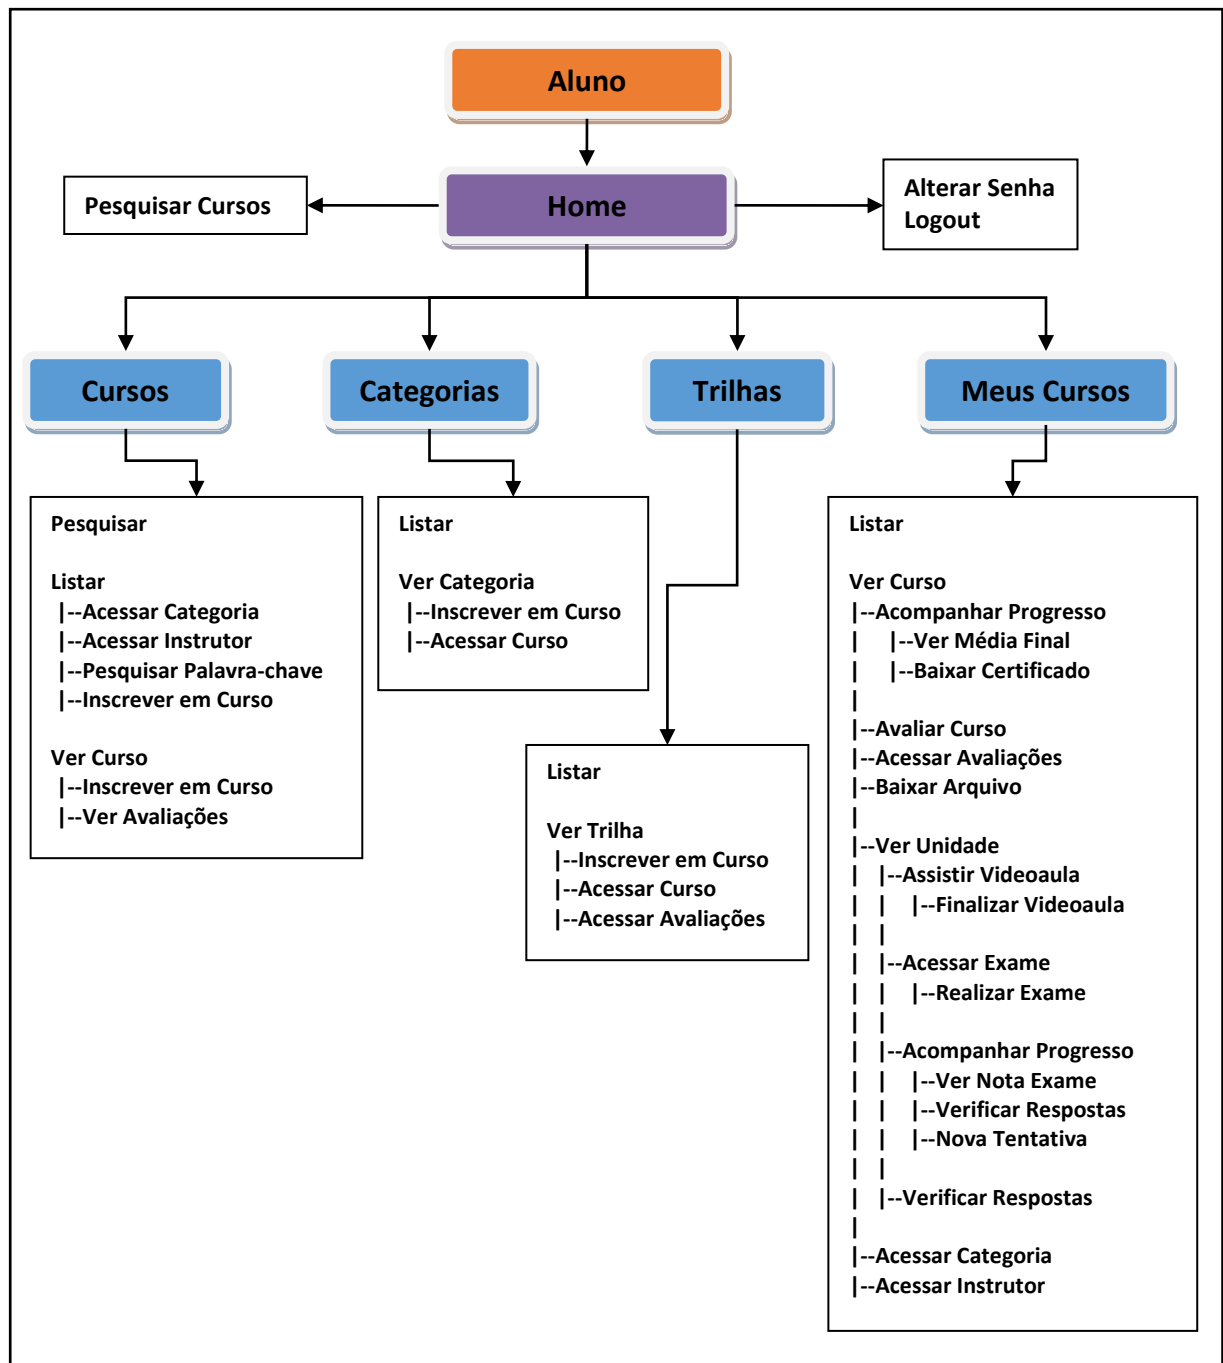 Aluno
Pesquisar Cursos
Home
Alterar Senha
Logout
Cursos
Categorias
Trilhas
Meus Cursos
Pesquisar
Listar
|--Acessar Categoria
|--Acessar Instrutor
|--Pesquisar Palavra-chave
|--Inscrever em Curso
Ver Curso
|--Inscrever em Curso
|--Ver Avaliações
Listar
Ver Categoria
|--Inscrever em Curso
|--Acessar Curso
Listar
Ver Trilha
|--Inscrever em Curso
|--Acessar Curso
|--Acessar Avaliações
Listar
Ver Curso
|--Acompanhar Progresso
|   |--Ver Média Final
|   |--Baixar Certificado
|
|--Avaliar Curso
|--Acessar Avaliações
|--Baixar Arquivo
|
|--Ver Unidade
|  |--Assistir Videoaula
|  |  |--Finalizar Videoaula
|  |
|  |--Acessar Exame
|  |  |--Realizar Exame
|  |
|  |--Acompanhar Progresso
|  |  |--Ver Nota Exame
|  |  |--Verificar Respostas
|  |  |--Nova Tentativa
|  |
|  |--Verificar Respostas
|
|--Acessar Categoria
|--Acessar Instrutor